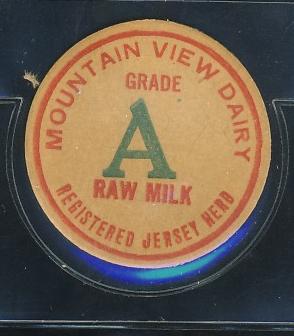 MOUNTAIN VIEW DAIRY
GRADE
A
RAW MILK
REGISTERED JERSEY HERD